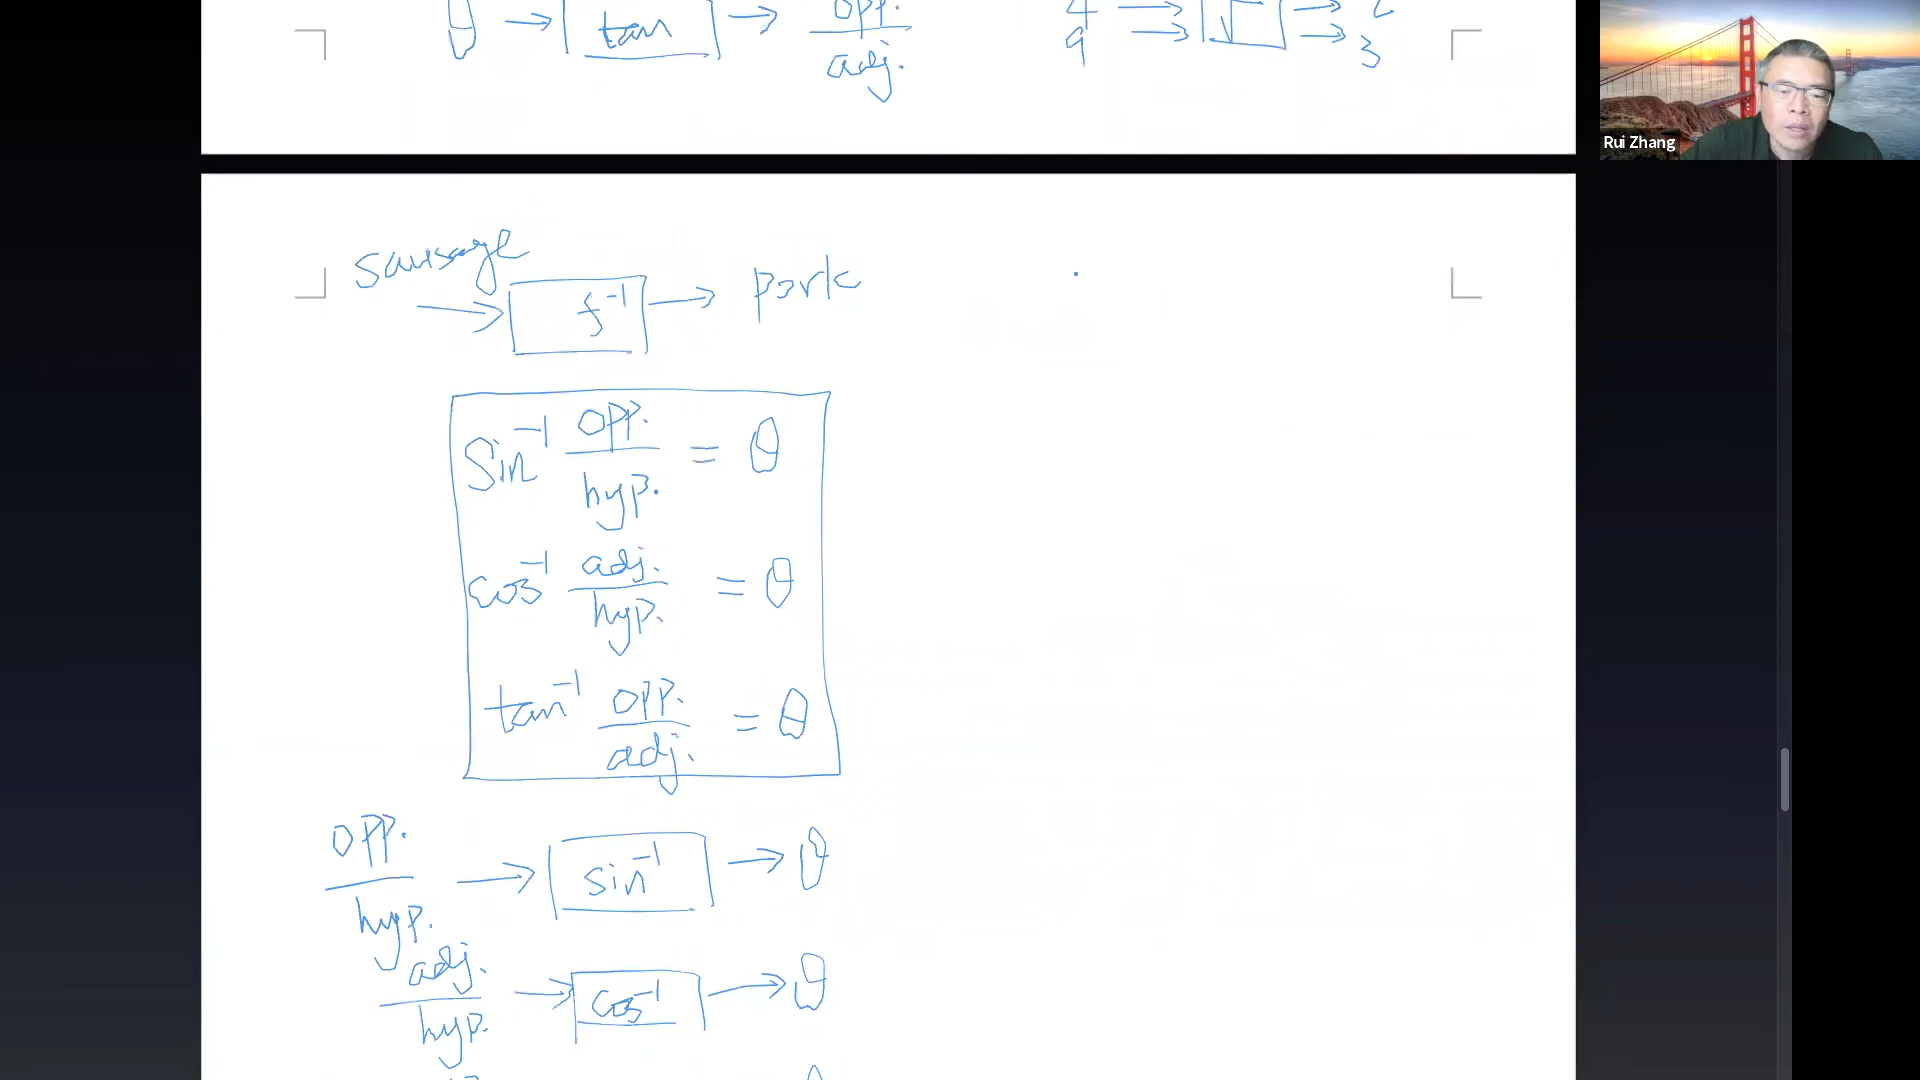 θ → tan → opp. / adj.
4 → √ → 2
9 → 3
Rui Zhang
sausage → f⁻¹ → pork
sin⁻¹ opp. / hyp. = θ
cos⁻¹ adj. / hyp. = θ
tan⁻¹ opp. / adj. = θ
opp. / hyp. → sin⁻¹ → θ
adj. / hyp. → cos⁻¹ → θ